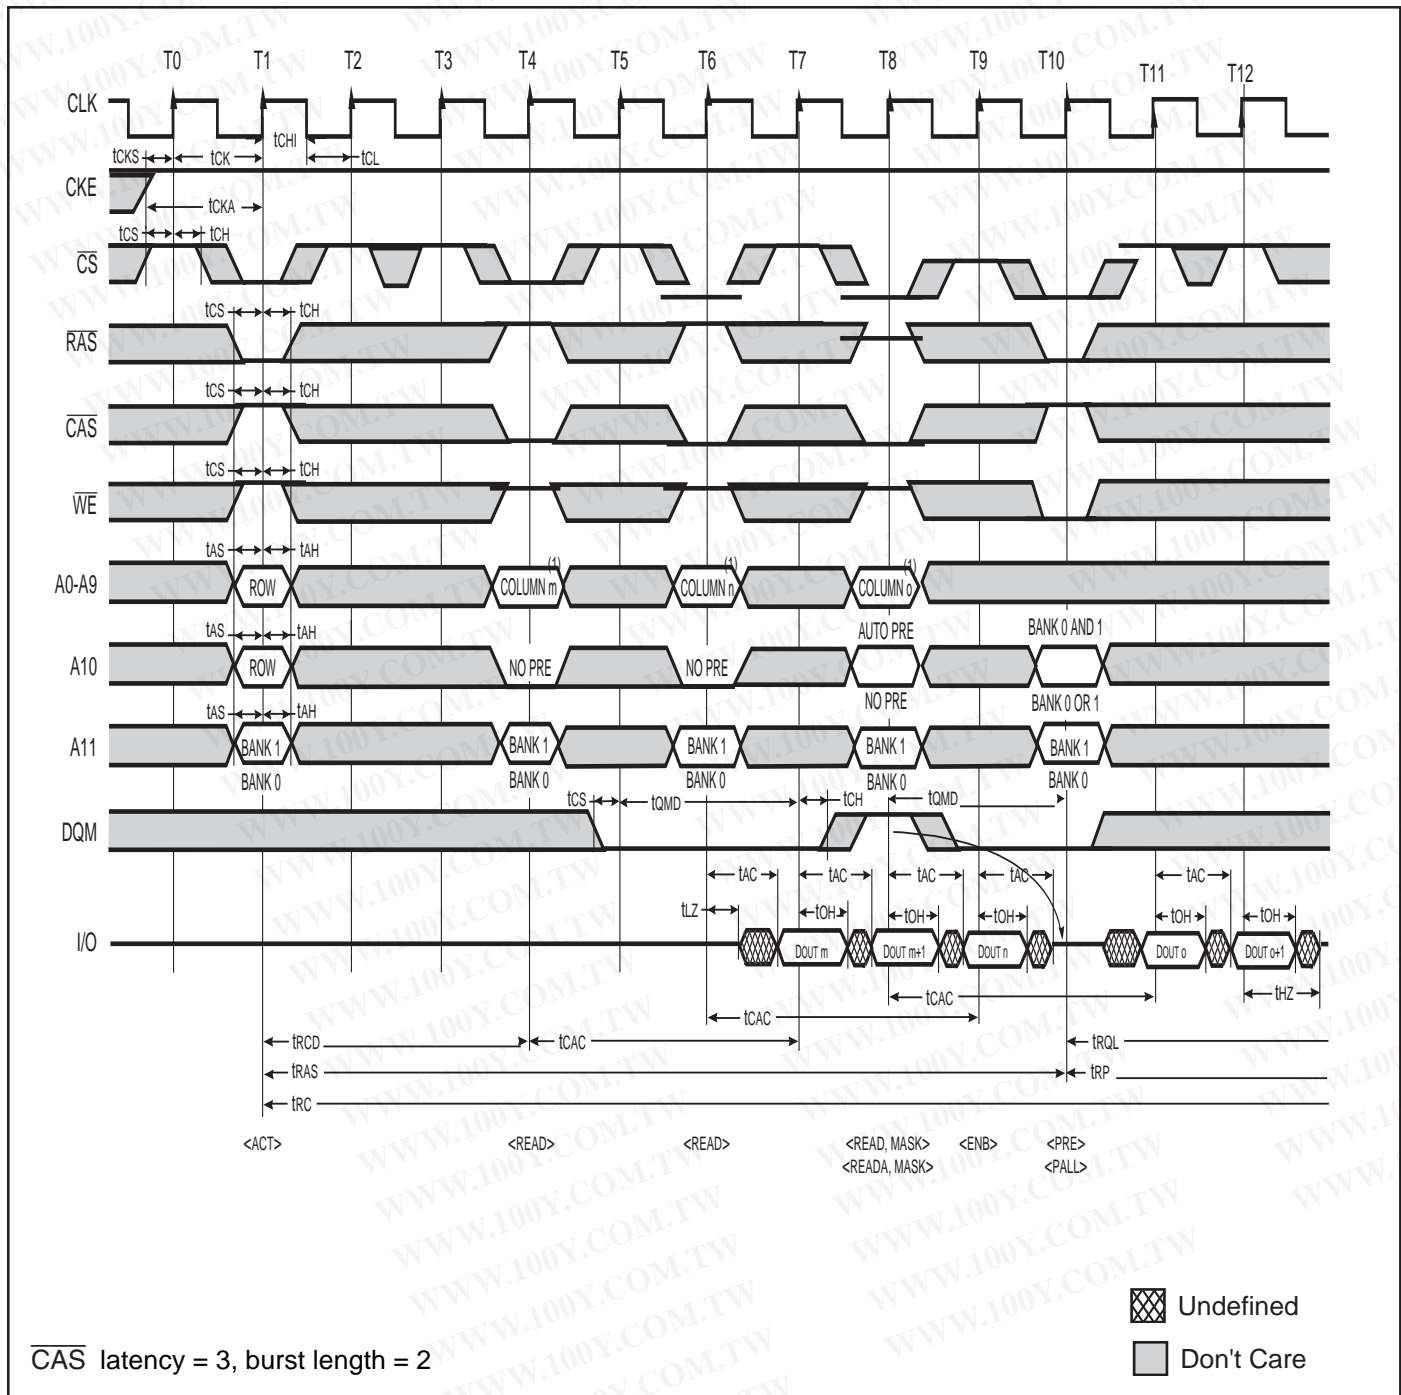 T0 T1 T2 T3 T4 T5 T6 T7 T8 T9 T10 T11 T12
CLK
tCHI
tCKS tCK tCL
CKE
tCKA
tCS tCH
CS
tCS tCH
RAS
tCS tCH
CAS
tCS tCH
WE
tAS tAH
A0-A9 ROW COLUMN m(1) COLUMN n(1) COLUMN o(1)
tAS tAH AUTO PRE BANK 0 AND 1
A10 ROW NO PRE NO PRE
NO PRE BANK 0 OR 1
tAS tAH
A11 BANK 1 BANK 1 BANK 1 BANK 1 BANK 1
BANK 0 BANK 0 BANK 0 BANK 0 BANK 0
tCS tQMD tCH tQMD
DQM
tAC tAC tAC tAC tAC
tLZ tOH tOH tOH tOH tOH
I/O DOUT m DOUT m+1 DOUT n DOUT o DOUT o+1
tCAC tHZ
tCAC
tRCD tCAC tRQL
tRAS tRP
tRC
<ACT> <READ> <READ> <READ, MASK> <ENB> <PRE>
<READA, MASK> <PALL>
Undefined
CAS latency = 3, burst length = 2
Don't Care
WWW.100Y.COM.TW